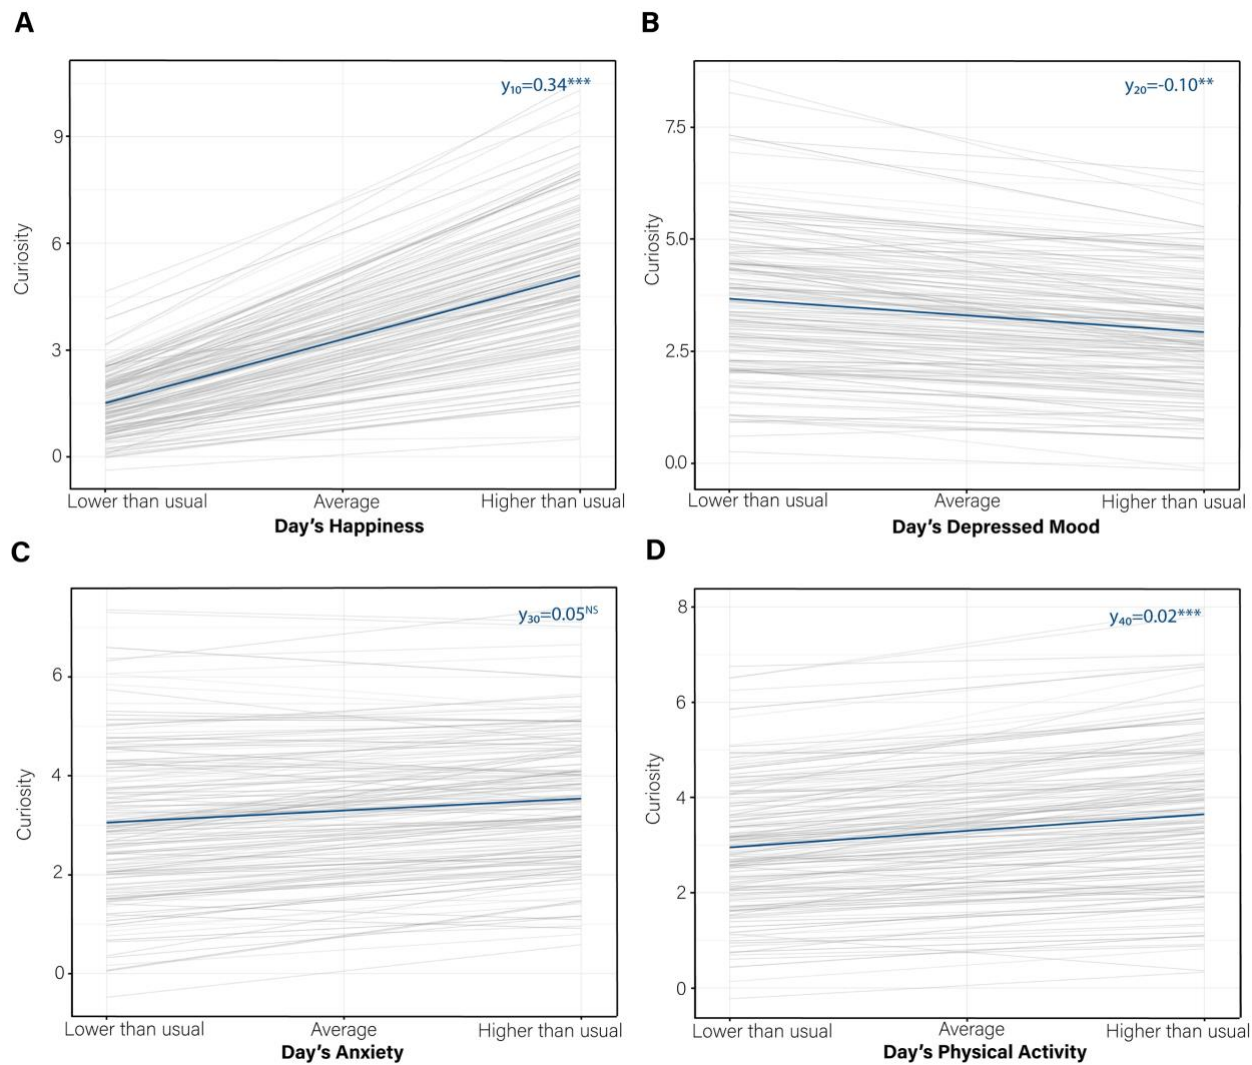 A
y₁₀=0.34***
9
6
3
0
Curiosity
Lower than usual Average Higher than usual
Day's Happiness
B
y₂₀=-0.10**
7.5
5.0
2.5
0.0
Curiosity
Lower than usual Average Higher than usual
Day's Depressed Mood
C
y₃₀=0.05ᴺˢ
6
4
2
0
Curiosity
Lower than usual Average Higher than usual
Day's Anxiety
D
y₄₀=0.02***
8
6
4
2
0
Curiosity
Lower than usual Average Higher than usual
Day's Physical Activity